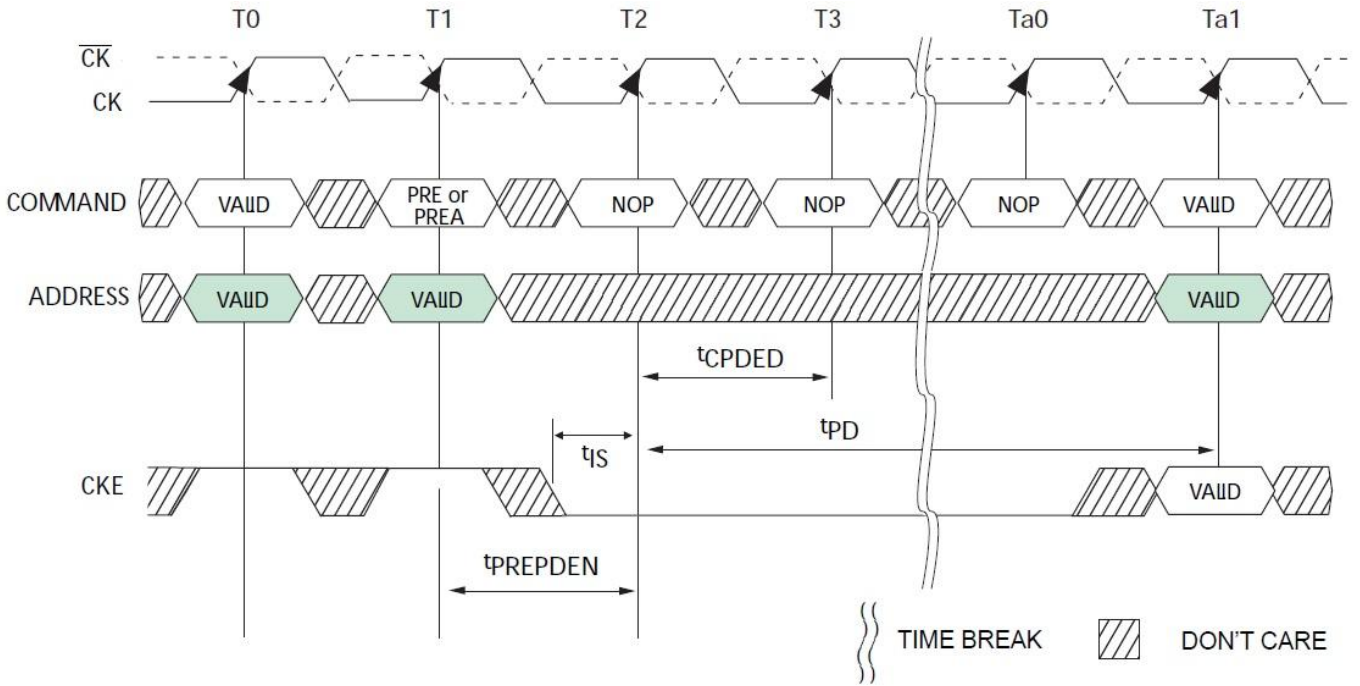 T0 T1 T2 T3 Ta0 Ta1
CK
CK
COMMAND VALID PRE or PREA NOP NOP NOP VALID
ADDRESS VALID VALID VALID
tCPDED
tPD
tIS
CKE VALID
tPREPDEN
TIME BREAK DON'T CARE